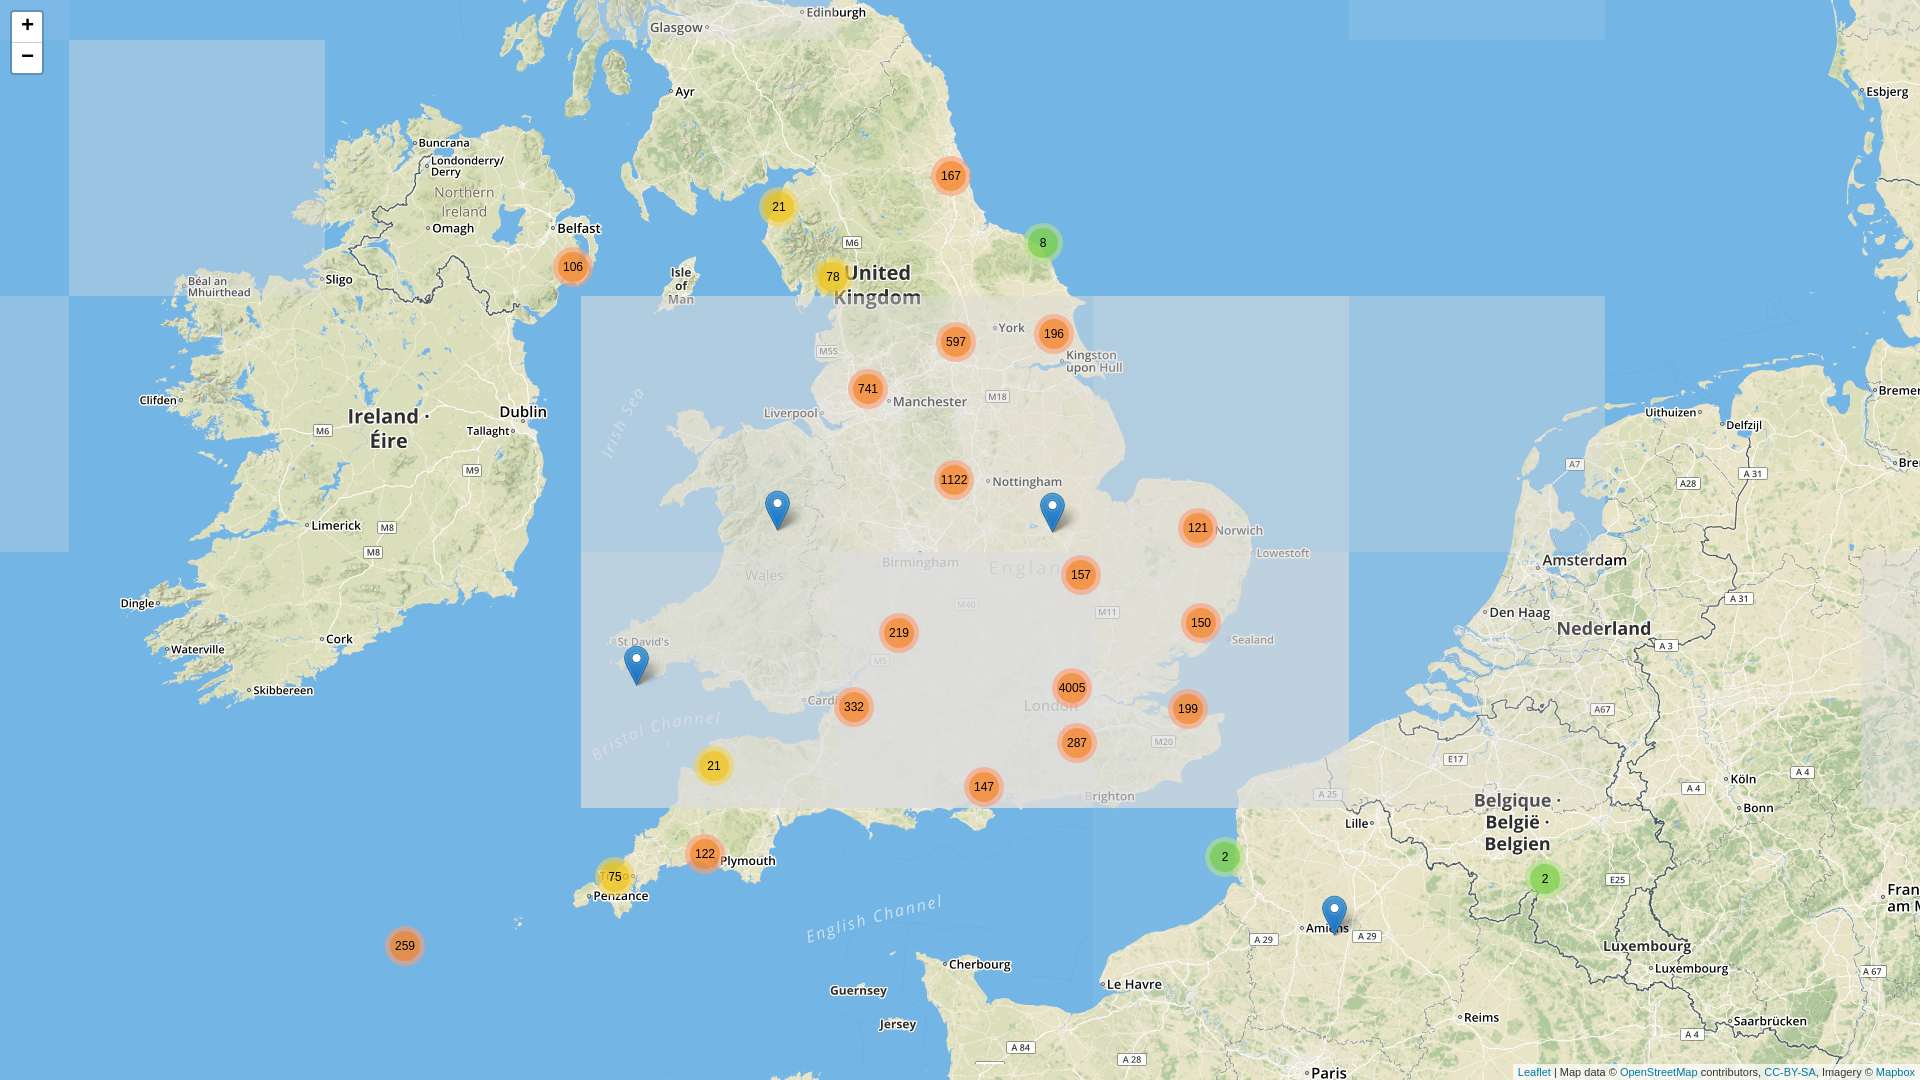 +
−
Edinburgh
Glasgow
Ayr
Esbjerg
Buncrana
Londonderry/
Derry
Northern
Ireland
Omagh
Belfast
167
21
8
M6
106
78
United
Kingdom
Isle
of
Man
Sligo
Béal an
Mhuirthead
York
196
597
M55
Kingston
upon Hull
741
Manchester
M18
Liverpool
Irish Sea
Clifden
Ireland ·
Éire
Dublin
Tallaght
M6
M9
Uithuizen
Delfzijl
A7
A 31
A28
1122
Nottingham
121
Norwich
Lowestoft
Limerick
M8
M8
Wales
Birmingham
Englan
157
Amsterdam
A 31
Dingle
M40
M11
Den Haag
Nederland
219
150
Sealand
Cork
Waterville
St David's
M5
A 3
Skibbereen
4005
London
199
Cardi
332
A67
Bristol Channel
287
M20
E17
21
147
Brighton
A 25
Köln
A 4
A 4
Bonn
Belgique ·
België ·
Belgien
Lille
122
Plymouth
2
75
Penzance
2
E25
Fran
am M
English Channel
259
Amiens
A 29
A 29
Luxembourg
Luxembourg
A 67
Cherbourg
Le Havre
Guernsey
Jersey
Reims
Saarbrücken
A 4
A 84
A 28
Paris
Leaflet | Map data © OpenStreetMap contributors, CC-BY-SA, Imagery © Mapbox